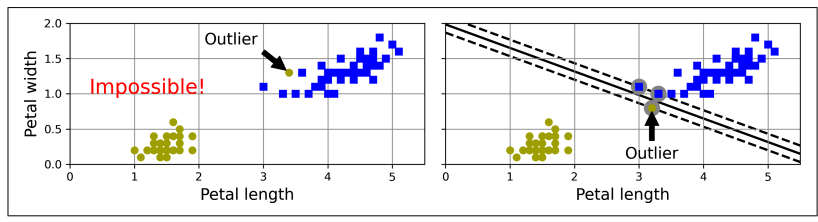 Outlier
Impossible!
Petal width
2.0
1.5
1.0
0.5
0.0
0 1 2 3 4 5
Petal length
Outlier
0 1 2 3 4 5
Petal length